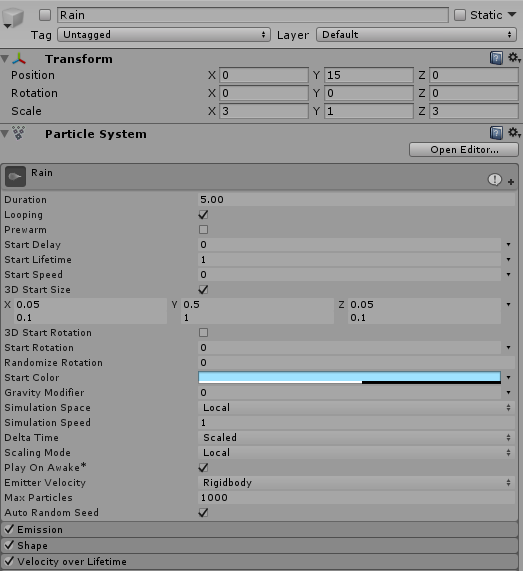 Rain Static
Tag Untagged Layer Default
Transform
Position X 0 Y 15 Z 0
Rotation X 0 Y 0 Z 0
Scale X 3 Y 1 Z 3
Particle System
Open Editor...
Rain
Duration 5.00
Looping
Prewarm
Start Delay 0
Start Lifetime 1
Start Speed 0
3D Start Size
X 0.05 Y 0.5 Z 0.05
0.1 1 0.1
3D Start Rotation
Start Rotation 0
Randomize Rotation 0
Start Color
Gravity Modifier 0
Simulation Space Local
Simulation Speed 1
Delta Time Scaled
Scaling Mode Local
Play On Awake*
Emitter Velocity Rigidbody
Max Particles 1000
Auto Random Seed
Emission
Shape
Velocity over Lifetime